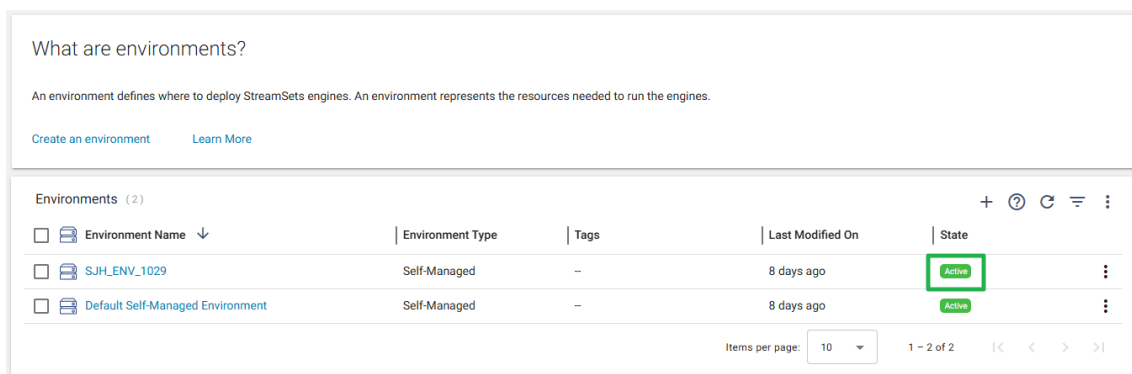 What are environments?
An environment defines where to deploy StreamSets engines. An environment represents the resources needed to run the engines.
Create an environment Learn More
Environments (2)
Environment Name Environment Type Tags Last Modified On State
SJH_ENV_1029 Self-Managed -- 8 days ago Active
Default Self-Managed Environment Self-Managed -- 8 days ago Active
Items per page: 10 1 – 2 of 2